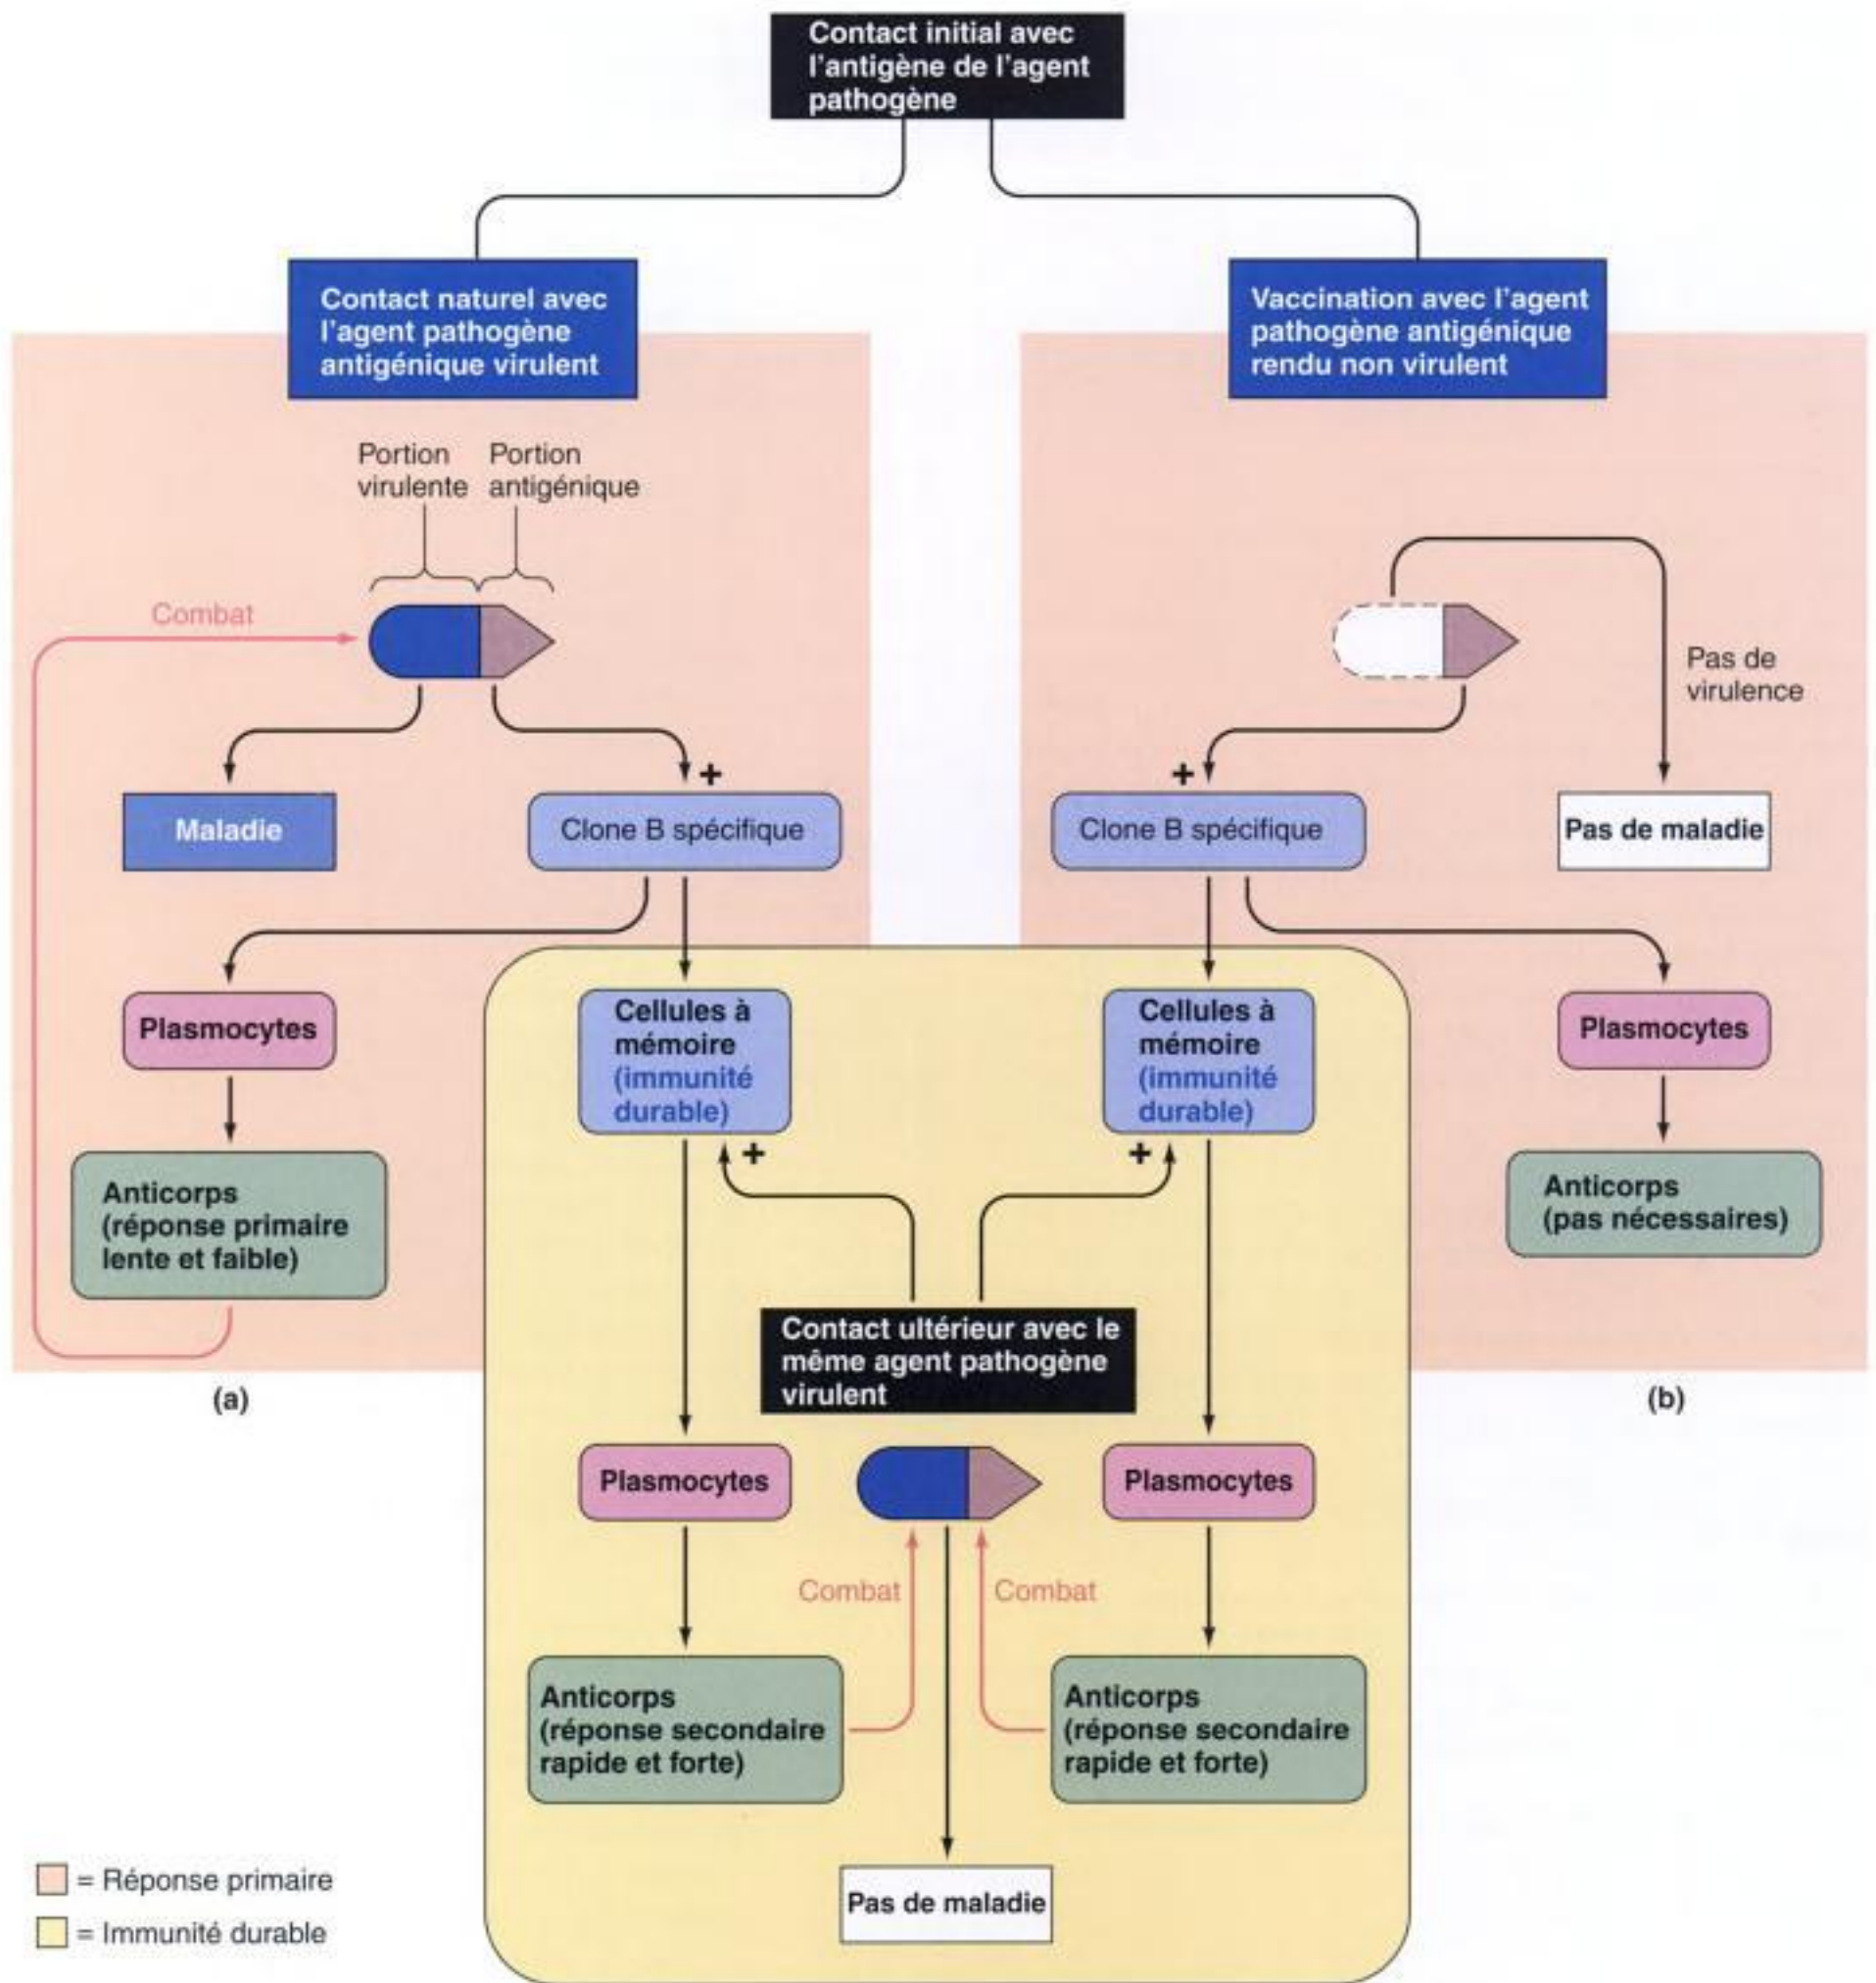 Contact initial avec
l'antigène de l'agent
pathogène
Contact naturel avec
l'agent pathogène
antigénique virulent
Vaccination avec l'agent
pathogène antigénique
rendu non virulent
Portion
virulente
Portion
antigénique
Combat
Pas de
virulence
+
+
Maladie
Clone B spécifique
Clone B spécifique
Pas de maladie
Plasmocytes
Cellules à
mémoire
(immunité
durable)
Cellules à
mémoire
(immunité
durable)
Plasmocytes
+
+
Anticorps
(réponse primaire
lente et faible)
Anticorps
(pas nécessaires)
Contact ultérieur avec le
même agent pathogène
virulent
(a)
(b)
Plasmocytes
Plasmocytes
Combat
Combat
Anticorps
(réponse secondaire
rapide et forte)
Anticorps
(réponse secondaire
rapide et forte)
Pas de maladie
= Réponse primaire
= Immunité durable